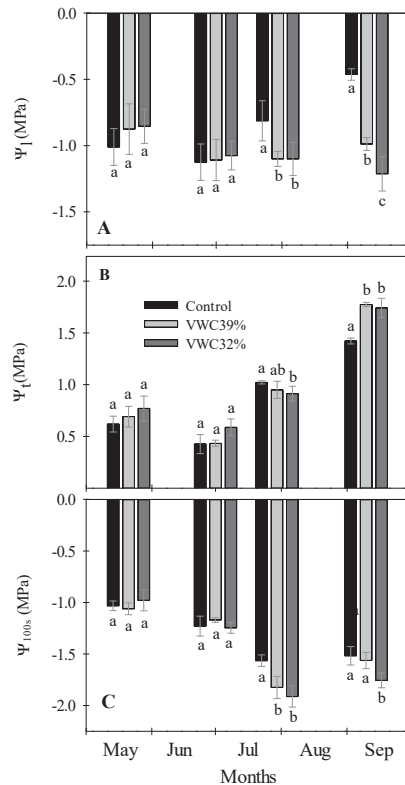 0.0
-0.5
-1.0
-1.5
Ψl(MPa)
a a a
a a a
a b b
a b c
A
B
Control
VWC39%
VWC32%
2.0
1.5
1.0
0.5
Ψt(MPa)
a a a
a a a
a ab b
a b b
0.0
-0.5
-1.0
-1.5
-2.0
Ψ100s (MPa)
a a a
a a a
a b b
a a b
C
May Jun Jul Aug Sep
Months